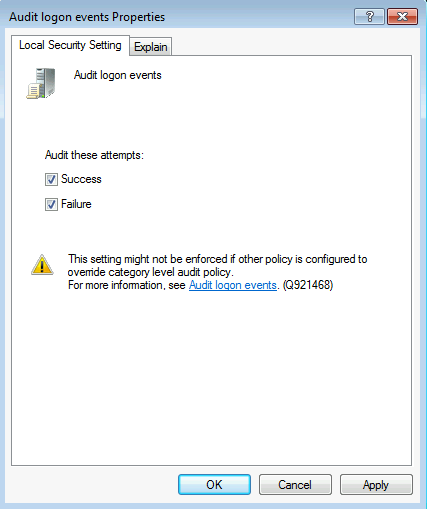 Audit logon events Properties
Local Security Setting
Explain
Audit logon events
Audit these attempts:
Success
Failure
This setting might not be enforced if other policy is configured to
override category level audit policy.
For more information, see Audit logon events. (Q921468)
OK
Cancel
Apply